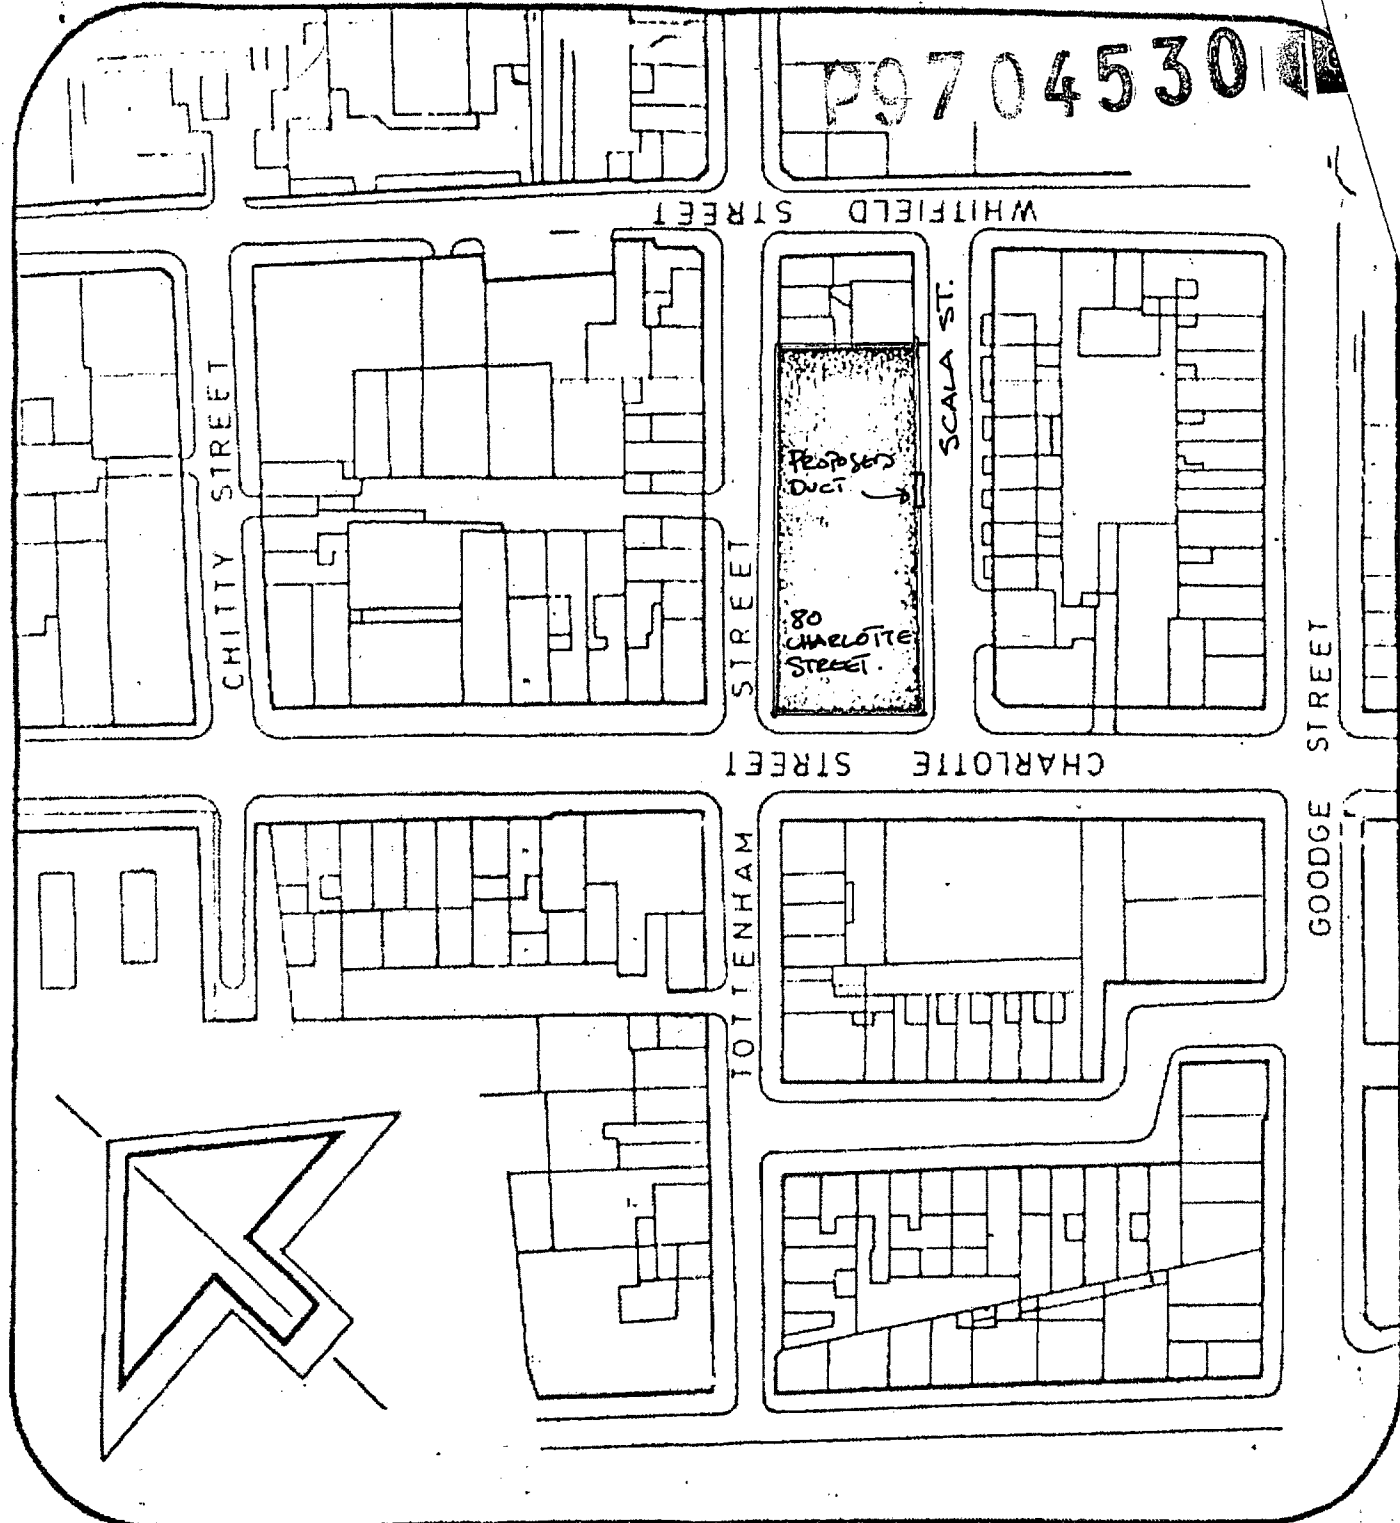 P9704530
WHITFIELD STREET
SCALA ST.
CHITTY STREET
PROPOSED
DUCT
80
CHARLOTTE
STREET.
CHARLOTTE STREET
TOTTENHAM STREET
GOODGE STREET